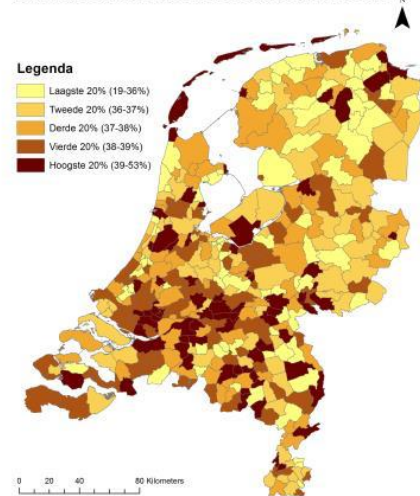 N
Legenda
Laagste 20% (19-36%)
Tweede 20% (36-37%)
Derde 20% (37-38%)
Vierde 20% (38-39%)
Hoogste 20% (39-53%)
0 20 40 80 Kilometers